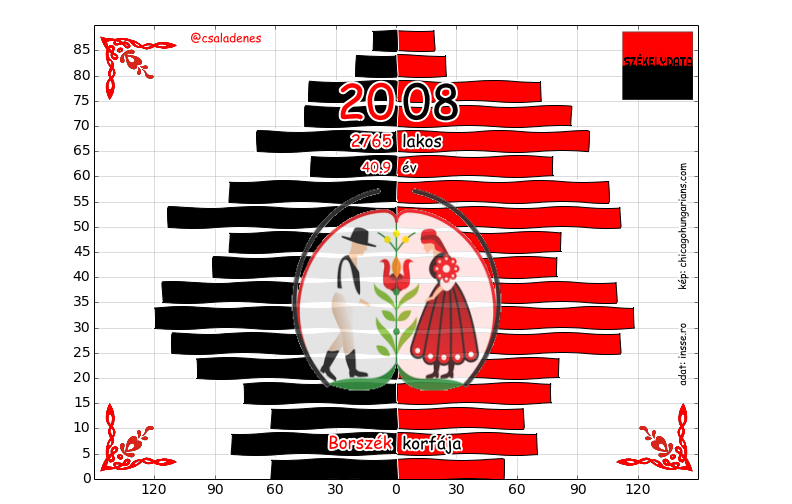 @csaladenes
SZÉKELYDATA
2008
2765 lakos
40.9 év
kép: chicagohungarians.com
adat: insse.ro
Borszék korfája
85
80
75
70
65
60
55
50
45
40
35
30
25
20
15
10
5
0
120 90 60 30 0 30 60 90 120